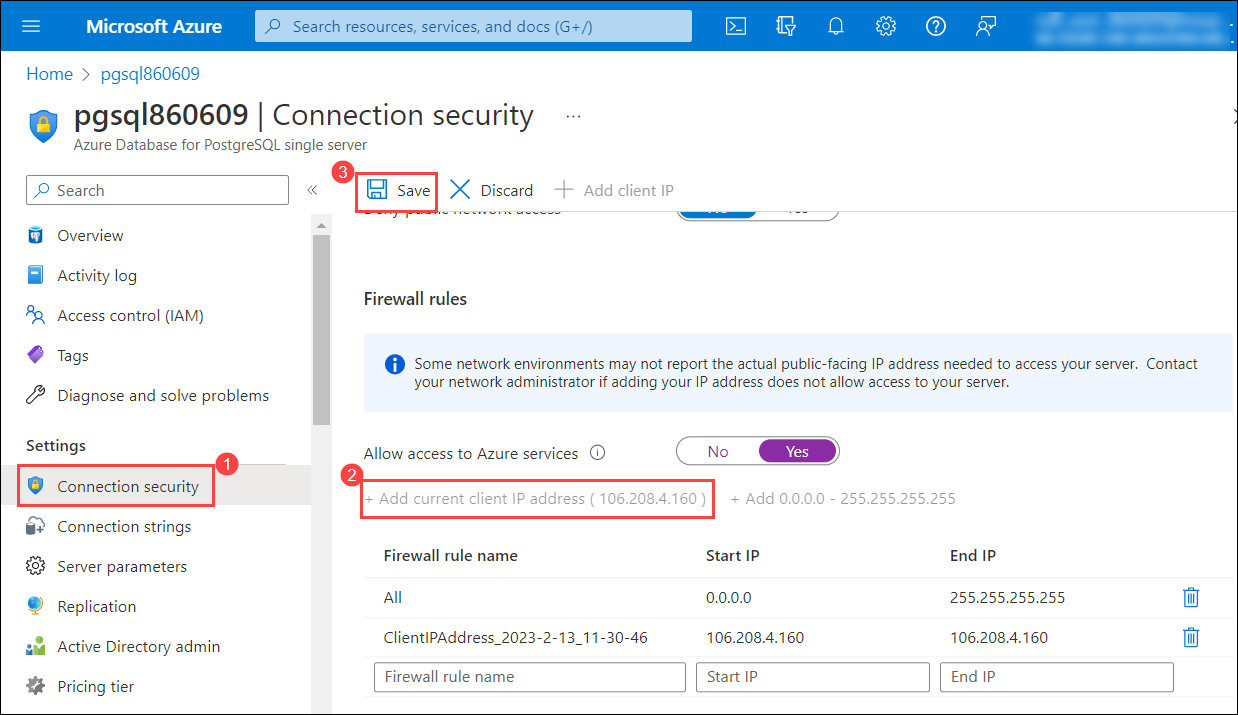 Microsoft Azure
Search resources, services, and docs (G+/)
Home > pgsql860609
pgsql860609 | Connection security ...
Azure Database for PostgreSQL single server
3
Search
«
Save
Discard
+ Add client IP
Deny public network access
No
Yes
Overview
Activity log
Access control (IAM)
Tags
Diagnose and solve problems
Settings
1
Connection security
Connection strings
Server parameters
Replication
Active Directory admin
Pricing tier
Firewall rules
Some network environments may not report the actual public-facing IP address needed to access your server. Contact
your network administrator if adding your IP address does not allow access to your server.
Allow access to Azure services
No
Yes
2
+ Add current client IP address ( 106.208.4.160 )
+ Add 0.0.0.0 - 255.255.255.255
Firewall rule name
Start IP
End IP
All
0.0.0.0
255.255.255.255
ClientIPAddress_2023-2-13_11-30-46
106.208.4.160
106.208.4.160
Firewall rule name
Start IP
End IP